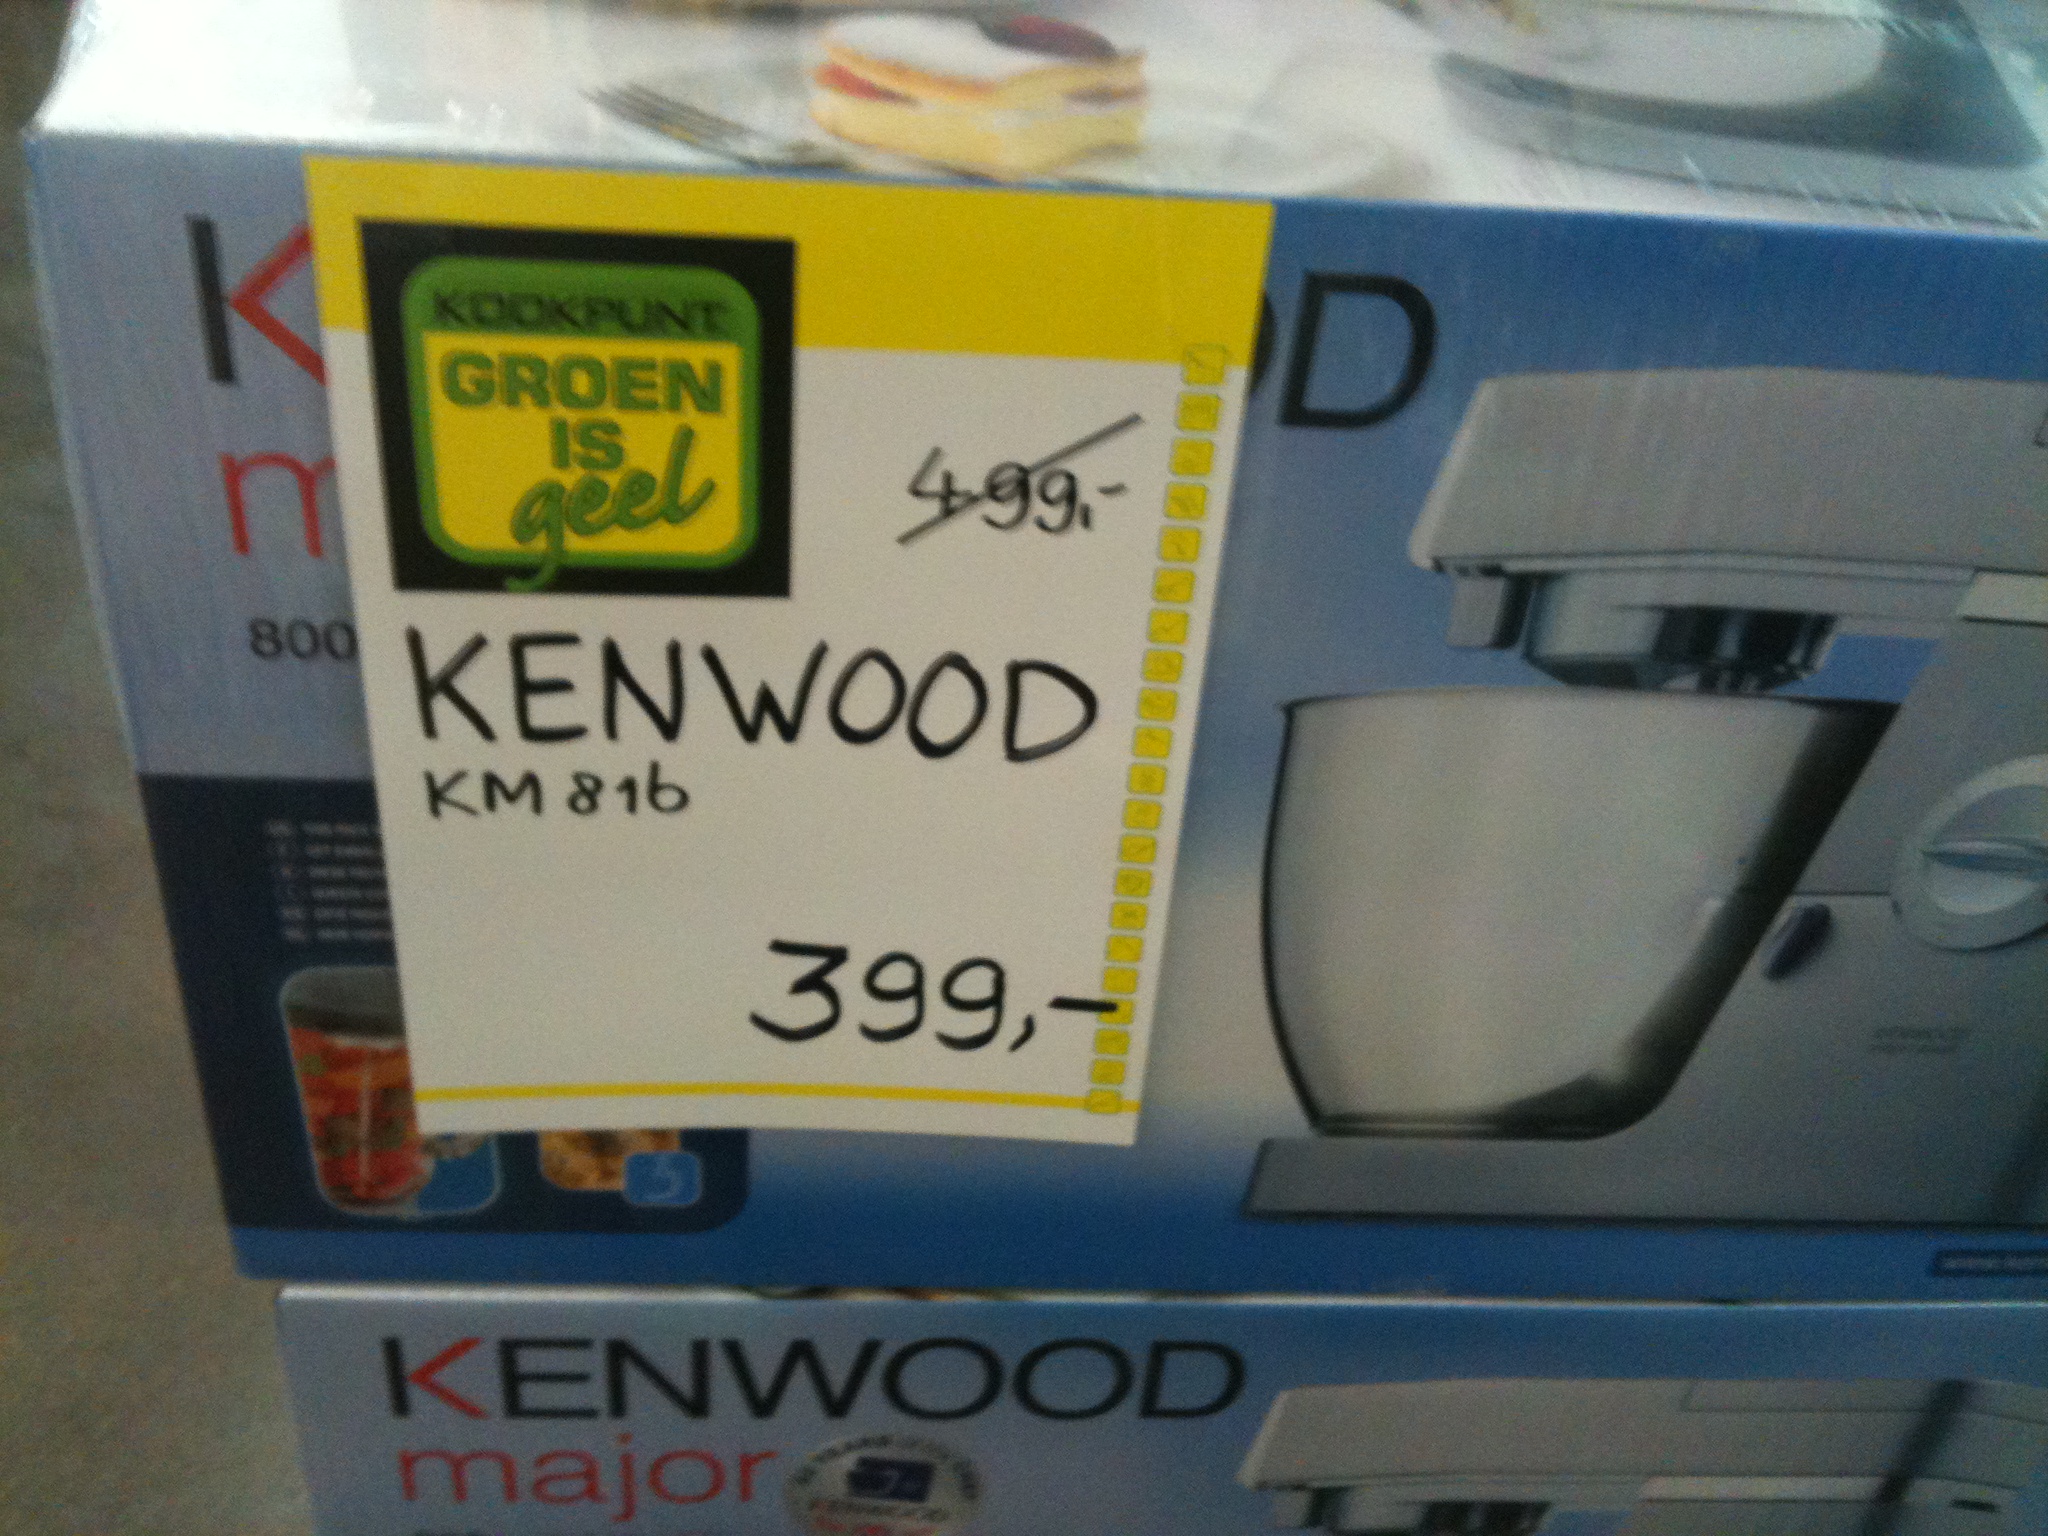 KOOKPUNT
GROEN
IS
geel
499,-
KENWOOD
KM 816
399,-
800
KENWOOD
major